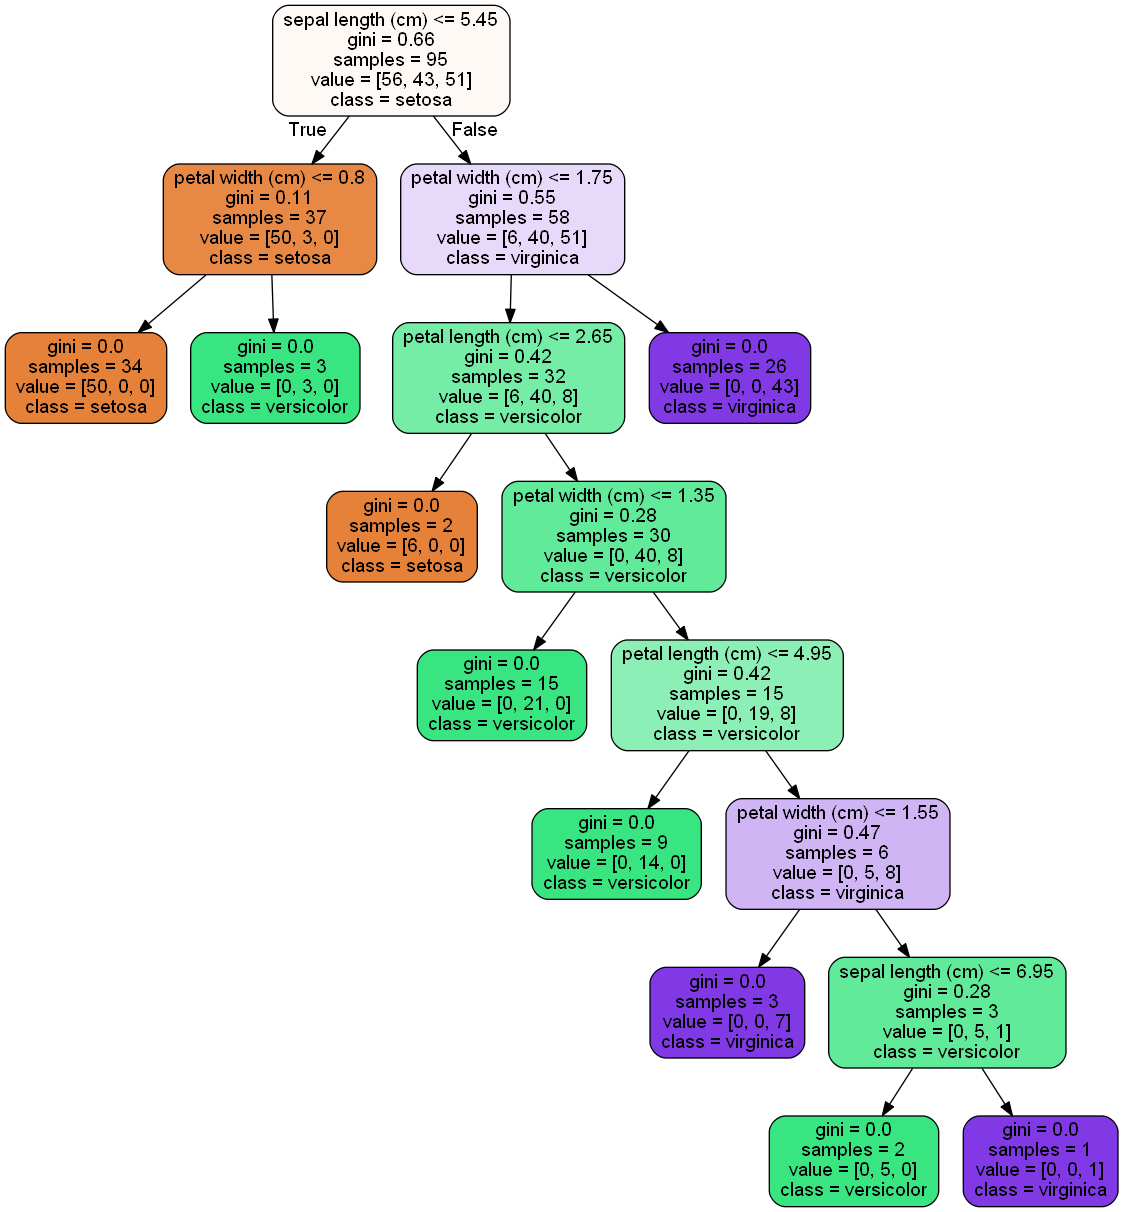 sepal length (cm) <= 5.45
gini = 0.66
samples = 95
value = [56, 43, 51]
class = setosa
True
False
petal width (cm) <= 0.8
gini = 0.11
samples = 37
value = [50, 3, 0]
class = setosa
petal width (cm) <= 1.75
gini = 0.55
samples = 58
value = [6, 40, 51]
class = virginica
gini = 0.0
samples = 34
value = [50, 0, 0]
class = setosa
gini = 0.0
samples = 3
value = [0, 3, 0]
class = versicolor
petal length (cm) <= 2.65
gini = 0.42
samples = 32
value = [6, 40, 8]
class = versicolor
gini = 0.0
samples = 26
value = [0, 0, 43]
class = virginica
gini = 0.0
samples = 2
value = [6, 0, 0]
class = setosa
petal width (cm) <= 1.35
gini = 0.28
samples = 30
value = [0, 40, 8]
class = versicolor
gini = 0.0
samples = 15
value = [0, 21, 0]
class = versicolor
petal length (cm) <= 4.95
gini = 0.42
samples = 15
value = [0, 19, 8]
class = versicolor
gini = 0.0
samples = 9
value = [0, 14, 0]
class = versicolor
petal width (cm) <= 1.55
gini = 0.47
samples = 6
value = [0, 5, 8]
class = virginica
gini = 0.0
samples = 3
value = [0, 0, 7]
class = virginica
sepal length (cm) <= 6.95
gini = 0.28
samples = 3
value = [0, 5, 1]
class = versicolor
gini = 0.0
samples = 2
value = [0, 5, 0]
class = versicolor
gini = 0.0
samples = 1
value = [0, 0, 1]
class = virginica